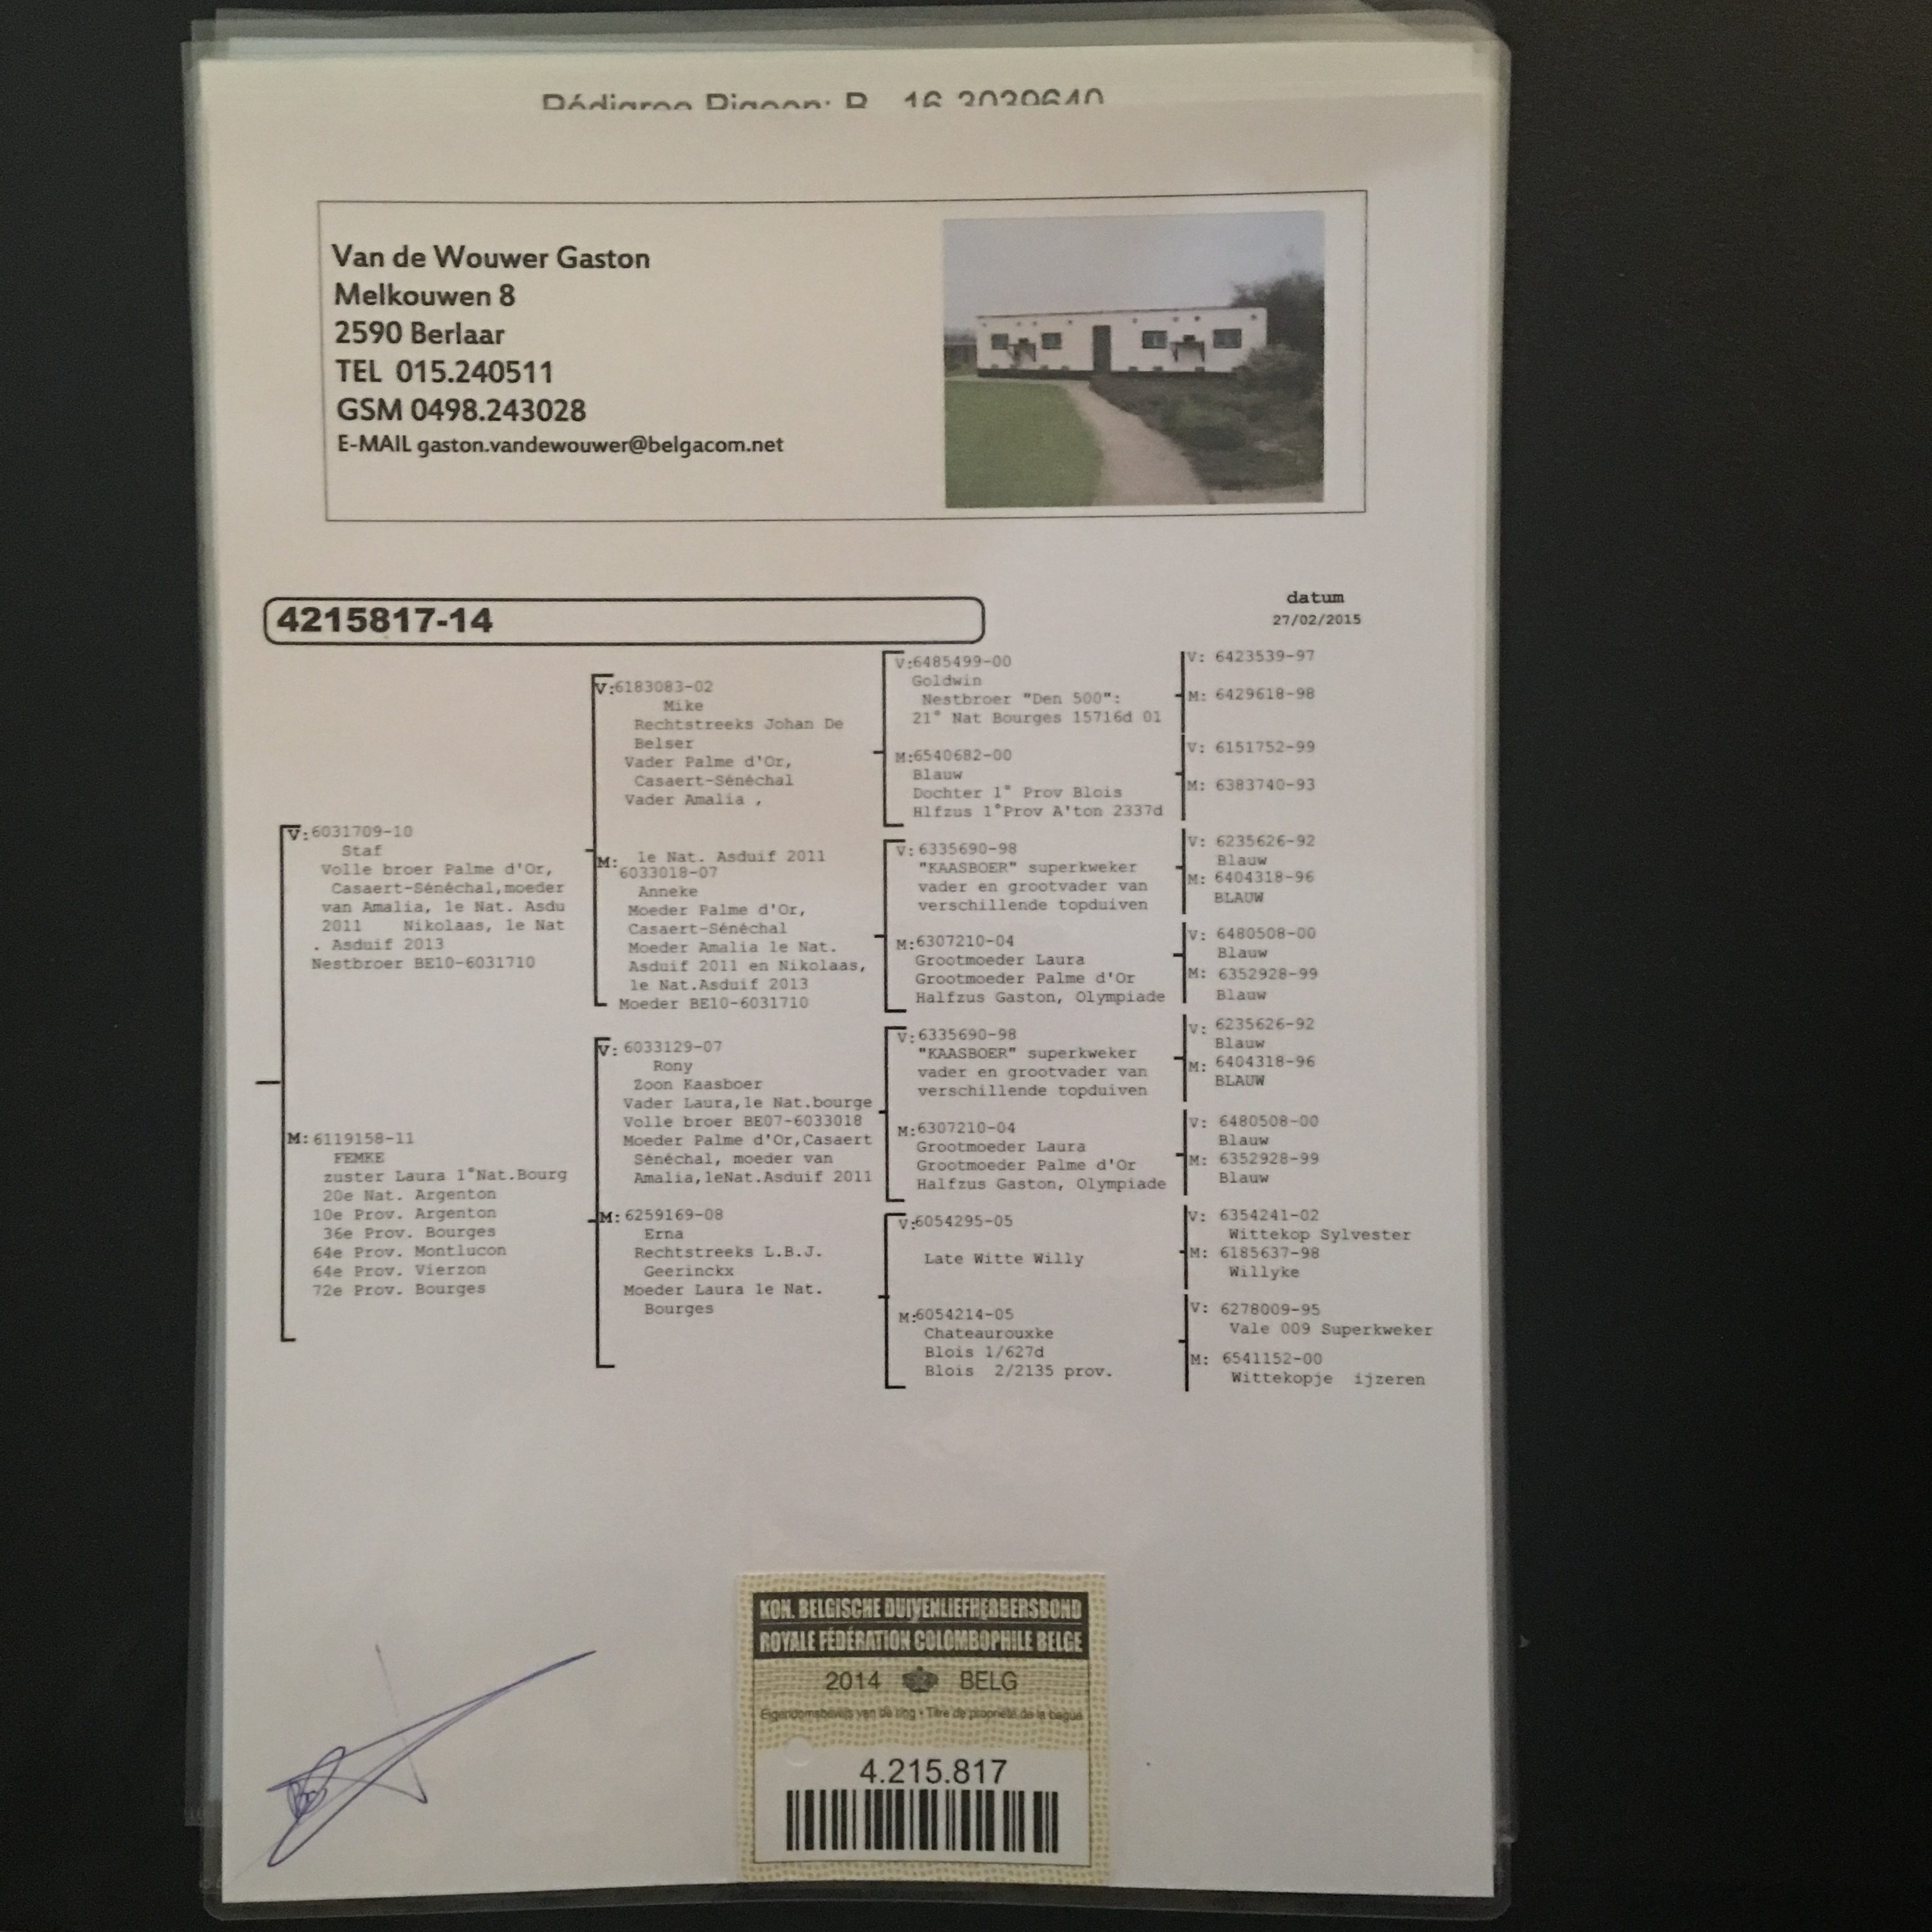 Pédigree Pigeon: B 16 3039640
Van de Wouwer Gaston
Melkouwen 8
2590 Berlaar
TEL 015.240511
GSM 0498.243028
E-MAIL gaston.vandewouwer@belgacom.net
4215817-14
datum
27/02/2015
V:6031709-10
Staf
Volle broer Palme d'Or,
Casaert-Sénéchal,moeder
van Amalia, 1e Nat. Asdu
2011 Nikolaas, 1e Nat
. Asduif 2013
Nestbroer BE10-6031710
M: 6119158-11
FEMKE
zuster Laura 1°Nat.Bourg
20e Nat. Argenton
10e Prov. Argenton
36e Prov. Bourges
64e Prov. Montlucon
64e Prov. Vierzon
72e Prov. Bourges
V:6183083-02
Mike
Rechtstreeks Johan De
Belser
Vader Palme d'Or,
Casaert-Sénéchal
Vader Amalia ,
1e Nat. Asduif 2011
M: 6033018-07
Anneke
Moeder Palme d'Or,
Casaert-Sénéchal
Moeder Amalia 1e Nat.
Asduif 2011 en Nikolaas,
1e Nat.Asduif 2013
Moeder BE10-6031710
V: 6033129-07
Rony
Zoon Kaasboer
Vader Laura,1e Nat.bourge
Volle broer BE07-6033018
Moeder Palme d'Or,Casaert
Sénéchal, moeder van
Amalia,1eNat.Asduif 2011
M: 6259169-08
Erna
Rechtstreeks L.B.J.
Geerinckx
Moeder Laura 1e Nat.
Bourges
V:6485499-00
Goldwin
Nestbroer "Den 500":
21° Nat Bourges 15716d 01
M:6540682-00
Blauw
Dochter 1° Prov Blois
Hlfzus 1°Prov A'ton 2337d
V: 6335690-98
"KAASBOER" superkweker
vader en grootvader van
verschillende topduiven
M:6307210-04
Grootmoeder Laura
Grootmoeder Palme d'Or
Halfzus Gaston, Olympiade
V: 6335690-98
"KAASBOER" superkweker
vader en grootvader van
verschillende topduiven
M:6307210-04
Grootmoeder Laura
Grootmoeder Palme d'Or
Halfzus Gaston, Olympiade
V:6054295-05
Late Witte Willy
M:6054214-05
Chateaurouxke
Blois 1/627d
Blois 2/2135 prov.
V: 6423539-97
M: 6429618-98
V: 6151752-99
M: 6383740-93
V: 6235626-92
Blauw
M: 6404318-96
BLAUW
V: 6480508-00
Blauw
M: 6352928-99
Blauw
V: 6235626-92
Blauw
M: 6404318-96
BLAUW
V: 6480508-00
Blauw
M: 6352928-99
Blauw
V: 6354241-02
Wittekop Sylvester
M: 6185637-98
Willyke
V: 6278009-95
Vale 009 Superkweker
M: 6541152-00
Wittekopje ijzeren
KON. BELGISCHE DUIVENLIEFHEBBERSBOND
ROYALE FÉDÉRATION COLOMBOPHILE BELGE
2014 BELG
Eigendomsbewijs van de ring • Titre de propriété de la bague
4.215.817